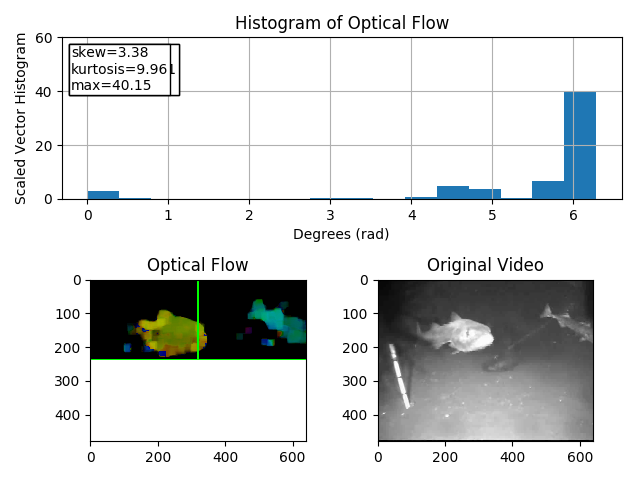 Histogram of Optical Flow
Scaled Vector Histogram
60
40
20
0
skew=3.38
kurtosis=9.961
max=40.15
0 1 2 3 4 5 6
Degrees (rad)
Optical Flow
0
100
200
300
400
0 200 400 600
Original Video
0
100
200
300
400
0 200 400 600